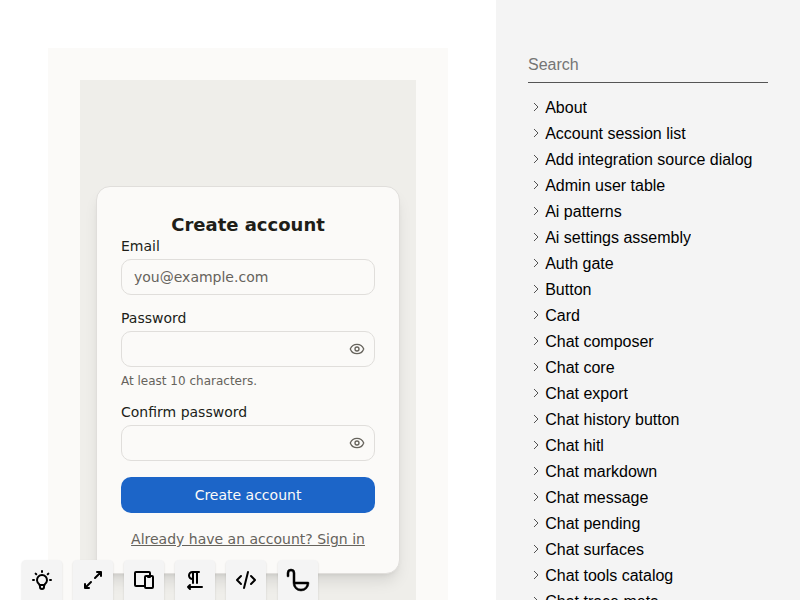 Create account
Email
you@example.com
Password
At least 10 characters.
Confirm password
Create account
Already have an account? Sign in
Search
About
Account session list
Add integration source dialog
Admin user table
Ai patterns
Ai settings assembly
Auth gate
Button
Card
Chat composer
Chat core
Chat export
Chat history button
Chat hitl
Chat markdown
Chat message
Chat pending
Chat surfaces
Chat tools catalog
Chat trace meta